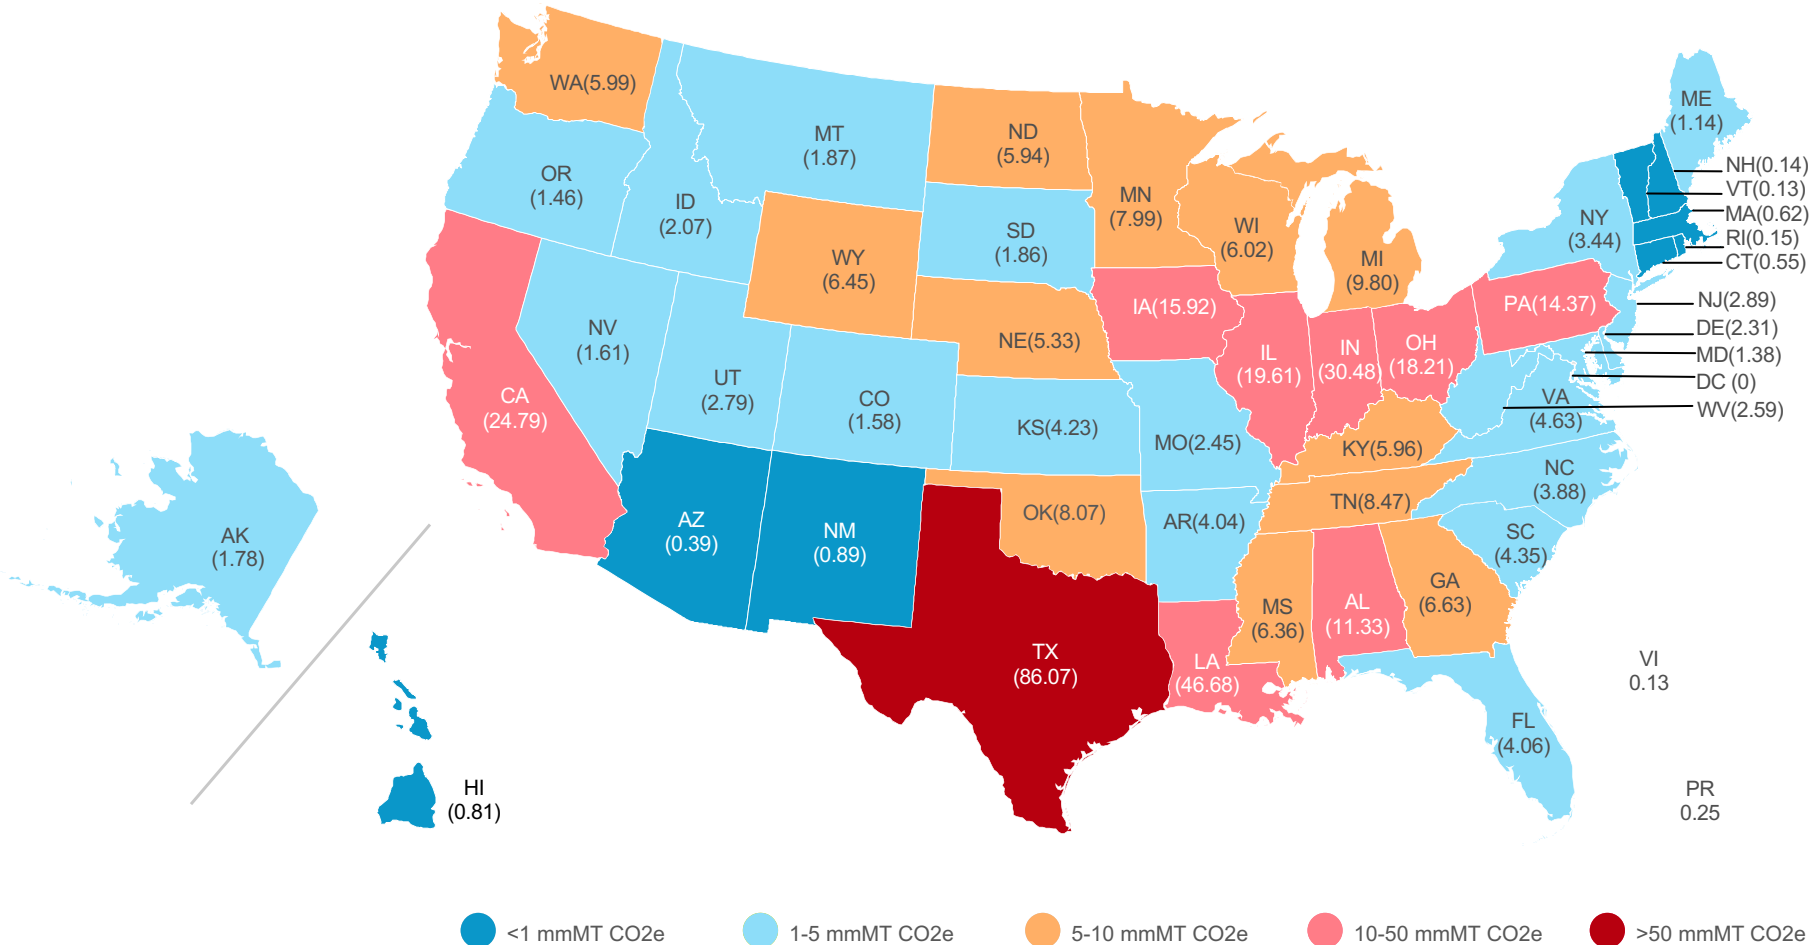 WA(5.99)
OR
(1.46)
ID
(2.07)
MT
(1.87)
ND
(5.94)
MN
(7.99)
SD
(1.86)
WY
(6.45)
WI
(6.02)
MI
(9.80)
NY
(3.44)
ME
(1.14)
NH(0.14)
VT(0.13)
MA(0.62)
RI(0.15)
CT(0.55)
NJ(2.89)
DE(2.31)
MD(1.38)
DC (0)
WV(2.59)
CA
(24.79)
NV
(1.61)
UT
(2.79)
CO
(1.58)
NE(5.33)
KS(4.23)
IA(15.92)
MO(2.45)
IL
(19.61)
IN
(30.48)
OH
(18.21)
PA(14.37)
VA
(4.63)
KY(5.96)
TN(8.47)
NC
(3.88)
SC
(4.35)
AZ
(0.39)
NM
(0.89)
OK(8.07)
AR(4.04)
TX
(86.07)
LA
(46.68)
MS
(6.36)
AL
(11.33)
GA
(6.63)
FL
(4.06)
AK
(1.78)
HI
(0.81)
VI
0.13
PR
0.25
<1 mmMT CO2e
1-5 mmMT CO2e
5-10 mmMT CO2e
10-50 mmMT CO2e
>50 mmMT CO2e